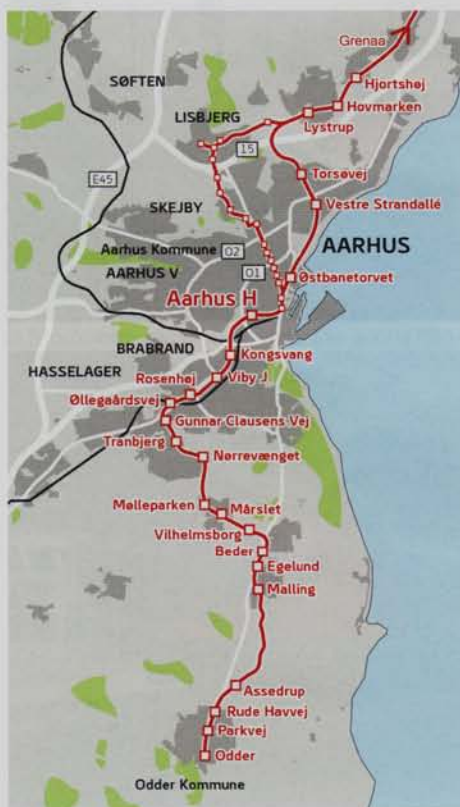 Grenaa
Hjortshøj
SØFTEN
Hovmarken
LISBJERG
Lystrup
15
Torsøvej
E45
Vestre Strandallé
SKEJBY
Aarhus Kommune
O2
AARHUS
AARHUS V
O1
Østbanetorvet
Aarhus H
BRABRAND
Kongsvang
HASSELAGER
Viby J
Rosenhøj
Øllegaardsvej
Gunnar Clausens Vej
Tranbjerg
Nørrevænget
Mølleparken
Mårslet
Vilhelmsborg
Beder
Egelund
Malling
Assedrup
Rude Havvej
Parkvej
Odder
Odder Kommune